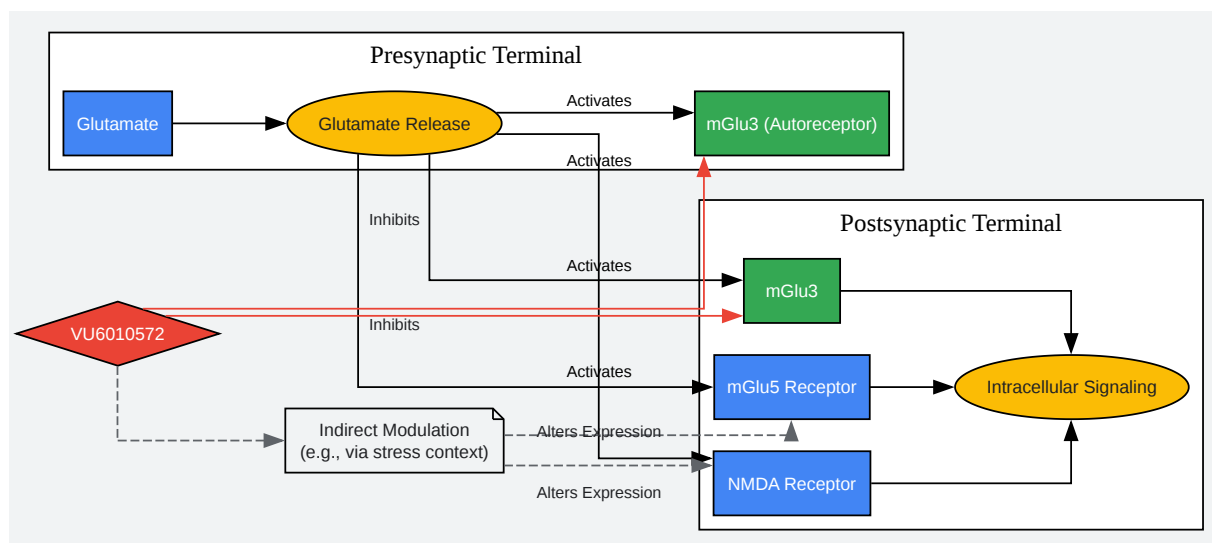 Presynaptic Terminal
Glutamate
Glutamate Release
Activates
mGlu3 (Autoreceptor)
Activates
Inhibits
Postsynaptic Terminal
Activates
mGlu3
VU6010572
Inhibits
Activates
mGlu5 Receptor
Intracellular Signaling
Indirect Modulation
(e.g., via stress context)
Alters Expression
NMDA Receptor
Alters Expression